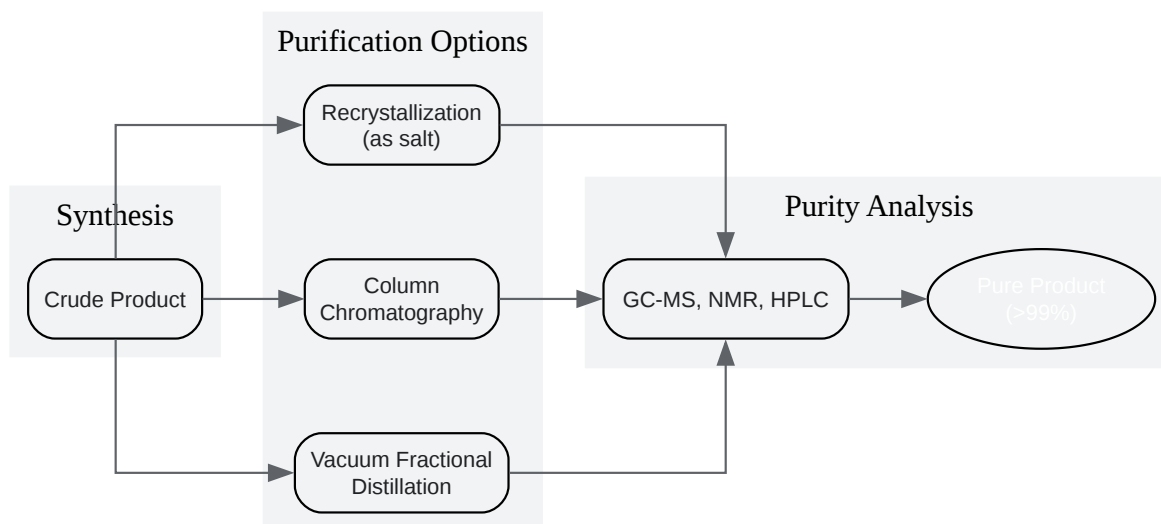 Purification Options
Recrystallization
(as salt)
Synthesis
Purity Analysis
Crude Product
Column
Chromatography
GC-MS, NMR, HPLC
Pure Product
(>99%)
Vacuum Fractional
Distillation